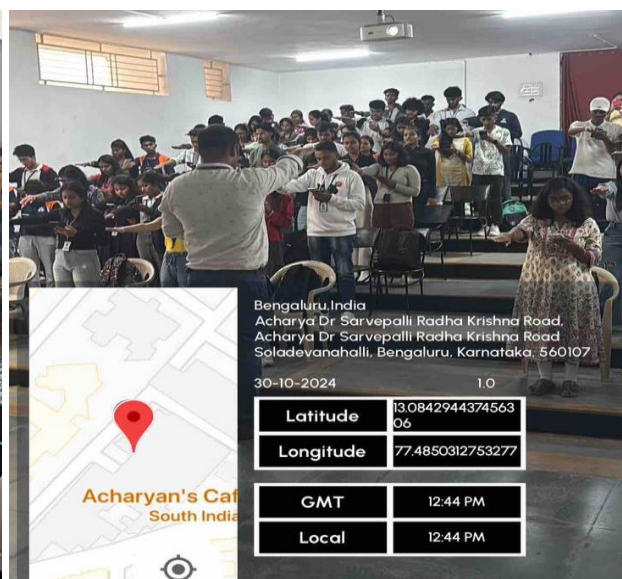 Bengaluru,India
Acharya Dr Sarvepalli Radha Krishna Road,
Acharya Dr Sarvepalli Radha Krishna Road
Soladevanahalli, Bengaluru, Karnataka, 560107
30-10-2024 1.0
Latitude 13.0842944374563
06
Longitude 77.4850312753277
Acharyan's Caf
South India
GMT 12:44 PM
Local 12:44 PM